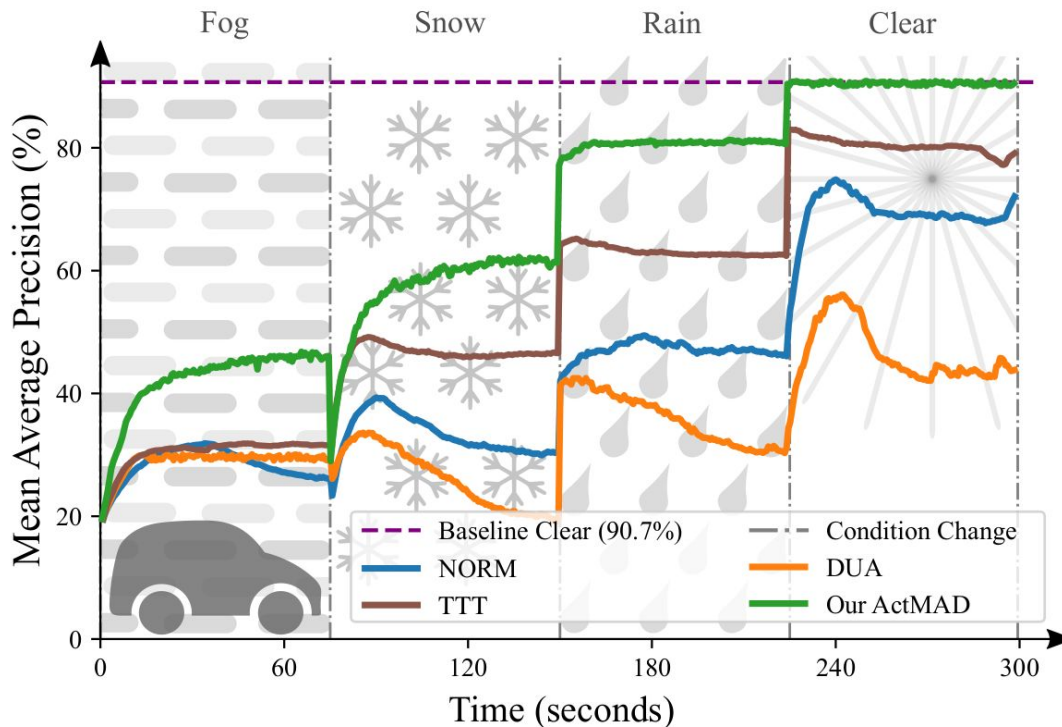 Fog Snow Rain Clear
Mean Average Precision (%)
80
60
40
20
0
Baseline Clear (90.7%) Condition Change
NORM DUA
TTT Our ActMAD
0 60 120 180 240 300
Time (seconds)